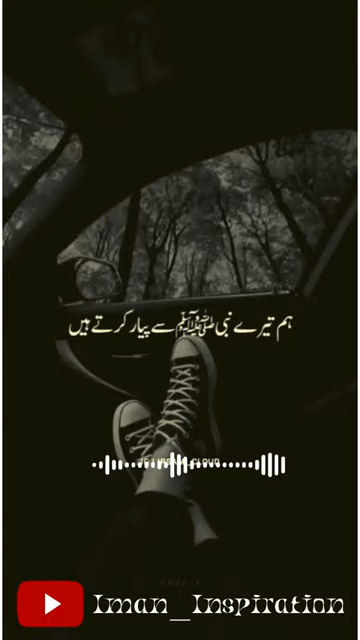 ہم تیرے نبی ﷺ سے پیار کرتے ہیں
Iman_Inspiration